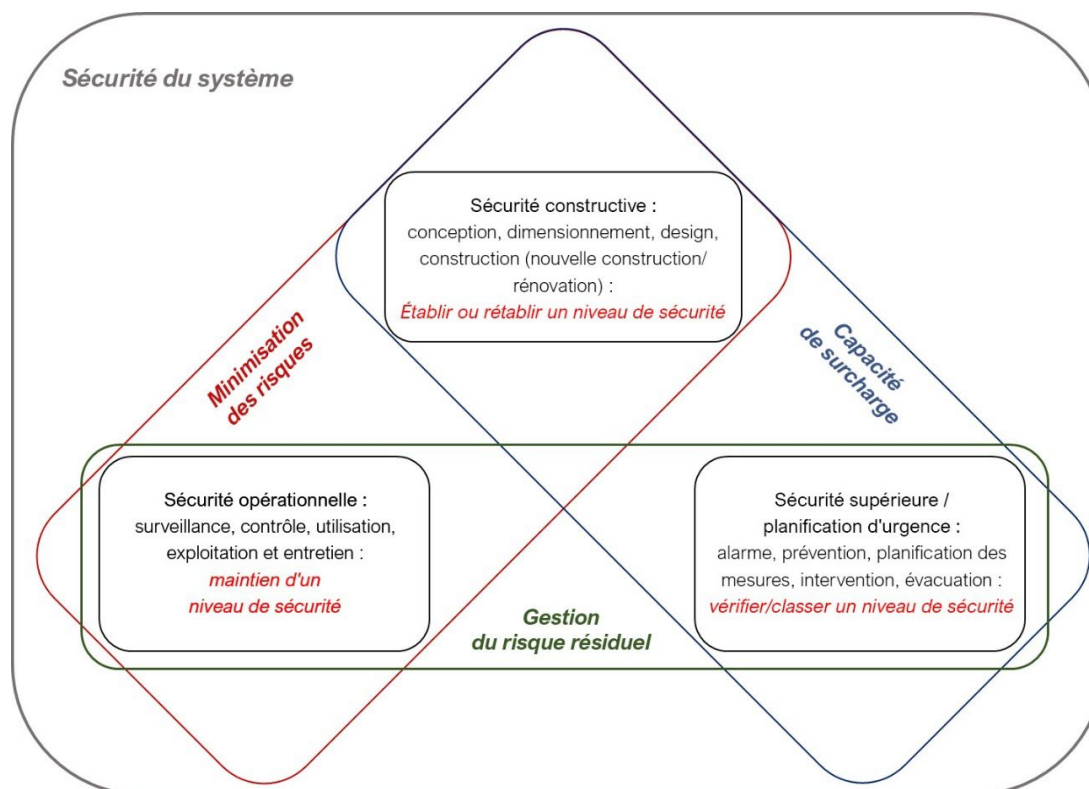 Sécurité du système
Sécurité constructive :
conception, dimensionnement, design,
construction (nouvelle construction/
rénovation) :
Établir ou rétablir un niveau de sécurité
Minimisation
des risques
Capacité
de surcharge
Sécurité opérationnelle :
surveillance, contrôle, utilisation,
exploitation et entretien :
maintien d'un
niveau de sécurité
Sécurité supérieure /
planification d'urgence :
alarme, prévention, planification des
mesures, intervention, évacuation :
vérifier/classer un niveau de sécurité
Gestion
du risque résiduel